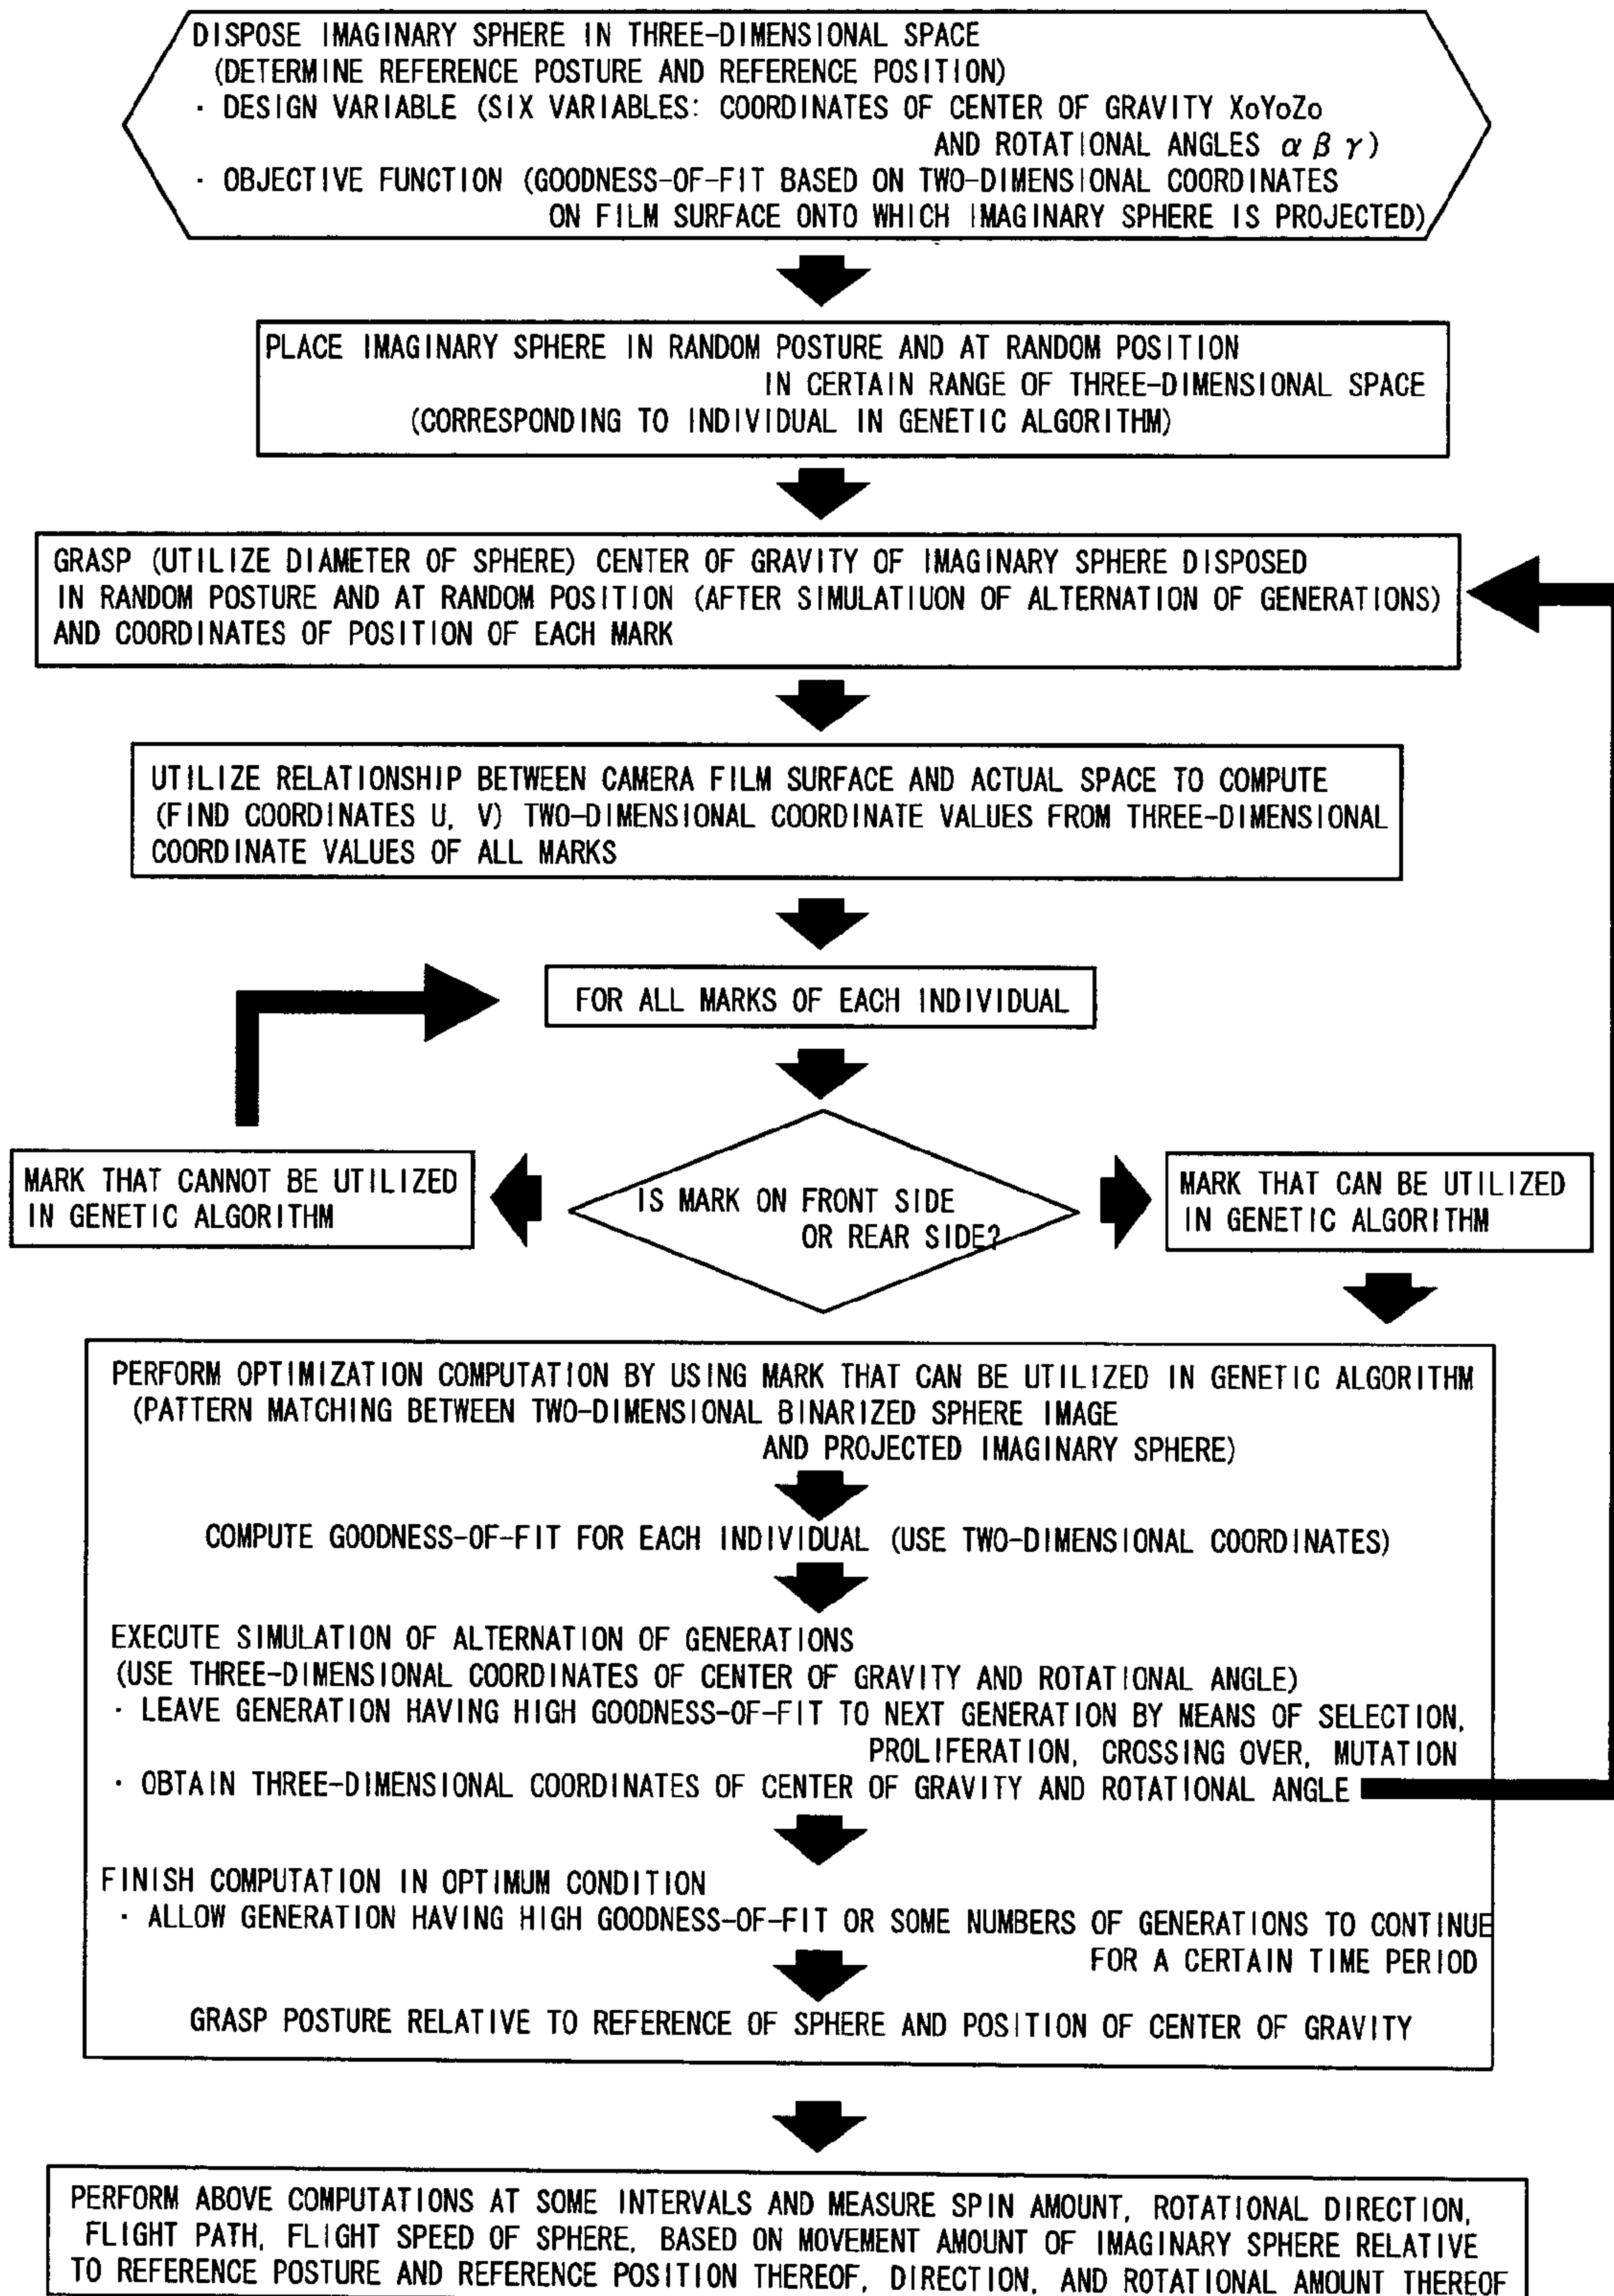 DISPOSE IMAGINARY SPHERE IN THREE-DIMENSIONAL SPACE
(DETERMINE REFERENCE POSTURE AND REFERENCE POSITION)
· DESIGN VARIABLE (SIX VARIABLES: COORDINATES OF CENTER OF GRAVITY XoYoZo
AND ROTATIONAL ANGLES α β γ)
· OBJECTIVE FUNCTION (GOODNESS-OF-FIT BASED ON TWO-DIMENSIONAL COORDINATES
ON FILM SURFACE ONTO WHICH IMAGINARY SPHERE IS PROJECTED)
PLACE IMAGINARY SPHERE IN RANDOM POSTURE AND AT RANDOM POSITION
IN CERTAIN RANGE OF THREE-DIMENSIONAL SPACE
(CORRESPONDING TO INDIVIDUAL IN GENETIC ALGORITHM)
GRASP (UTILIZE DIAMETER OF SPHERE) CENTER OF GRAVITY OF IMAGINARY SPHERE DISPOSED
IN RANDOM POSTURE AND AT RANDOM POSITION (AFTER SIMULATIUON OF ALTERNATION OF GENERATIONS)
AND COORDINATES OF POSITION OF EACH MARK
UTILIZE RELATIONSHIP BETWEEN CAMERA FILM SURFACE AND ACTUAL SPACE TO COMPUTE
(FIND COORDINATES U, V) TWO-DIMENSIONAL COORDINATE VALUES FROM THREE-DIMENSIONAL
COORDINATE VALUES OF ALL MARKS
FOR ALL MARKS OF EACH INDIVIDUAL
MARK THAT CANNOT BE UTILIZED
IN GENETIC ALGORITHM
IS MARK ON FRONT SIDE
OR REAR SIDE?
MARK THAT CAN BE UTILIZED
IN GENETIC ALGORITHM
PERFORM OPTIMIZATION COMPUTATION BY USING MARK THAT CAN BE UTILIZED IN GENETIC ALGORITHM
(PATTERN MATCHING BETWEEN TWO-DIMENSIONAL BINARIZED SPHERE IMAGE
AND PROJECTED IMAGINARY SPHERE)
COMPUTE GOODNESS-OF-FIT FOR EACH INDIVIDUAL (USE TWO-DIMENSIONAL COORDINATES)
EXECUTE SIMULATION OF ALTERNATION OF GENERATIONS
(USE THREE-DIMENSIONAL COORDINATES OF CENTER OF GRAVITY AND ROTATIONAL ANGLE)
· LEAVE GENERATION HAVING HIGH GOODNESS-OF-FIT TO NEXT GENERATION BY MEANS OF SELECTION,
PROLIFERATION, CROSSING OVER, MUTATION
· OBTAIN THREE-DIMENSIONAL COORDINATES OF CENTER OF GRAVITY AND ROTATIONAL ANGLE
FINISH COMPUTATION IN OPTIMUM CONDITION
· ALLOW GENERATION HAVING HIGH GOODNESS-OF-FIT OR SOME NUMBERS OF GENERATIONS TO CONTINUE
FOR A CERTAIN TIME PERIOD
GRASP POSTURE RELATIVE TO REFERENCE OF SPHERE AND POSITION OF CENTER OF GRAVITY
PERFORM ABOVE COMPUTATIONS AT SOME INTERVALS AND MEASURE SPIN AMOUNT, ROTATIONAL DIRECTION,
FLIGHT PATH, FLIGHT SPEED OF SPHERE, BASED ON MOVEMENT AMOUNT OF IMAGINARY SPHERE RELATIVE
TO REFERENCE POSTURE AND REFERENCE POSITION THEREOF, DIRECTION, AND ROTATIONAL AMOUNT THEREOF